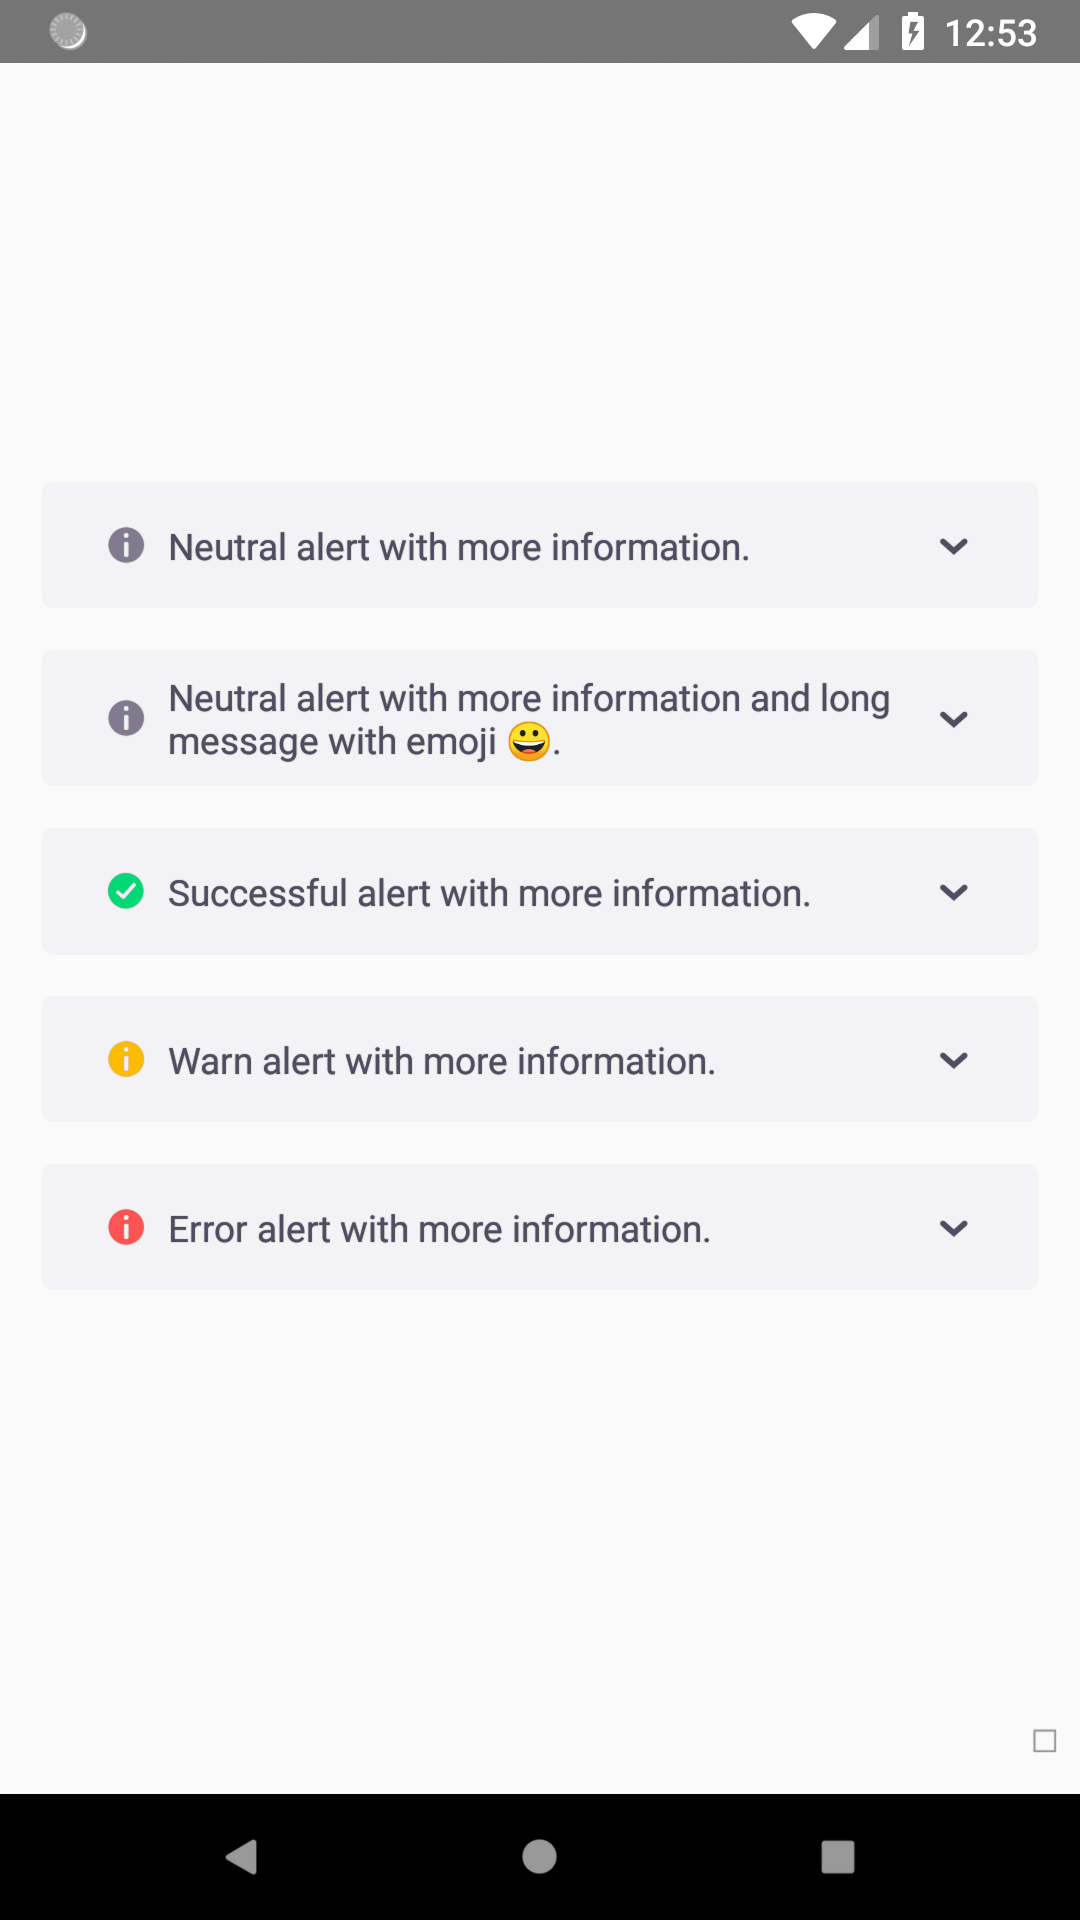 12:53
Neutral alert with more information.
Neutral alert with more information and long
message with emoji 😀.
Successful alert with more information.
Warn alert with more information.
Error alert with more information.